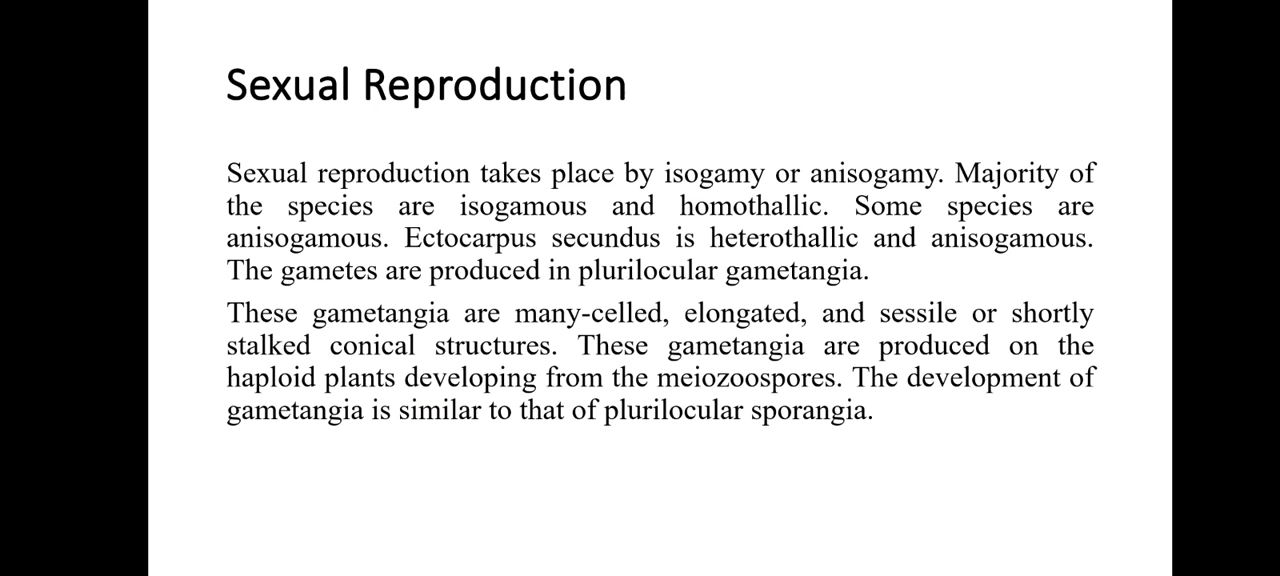 Sexual Reproduction
Sexual reproduction takes place by isogamy or anisogamy. Majority of
the species are isogamous and homothallic. Some species are
anisogamous. Ectocarpus secundus is heterothallic and anisogamous.
The gametes are produced in plurilocular gametangia.
These gametangia are many-celled, elongated, and sessile or shortly
stalked conical structures. These gametangia are produced on the
haploid plants developing from the meiozoospores. The development of
gametangia is similar to that of plurilocular sporangia.